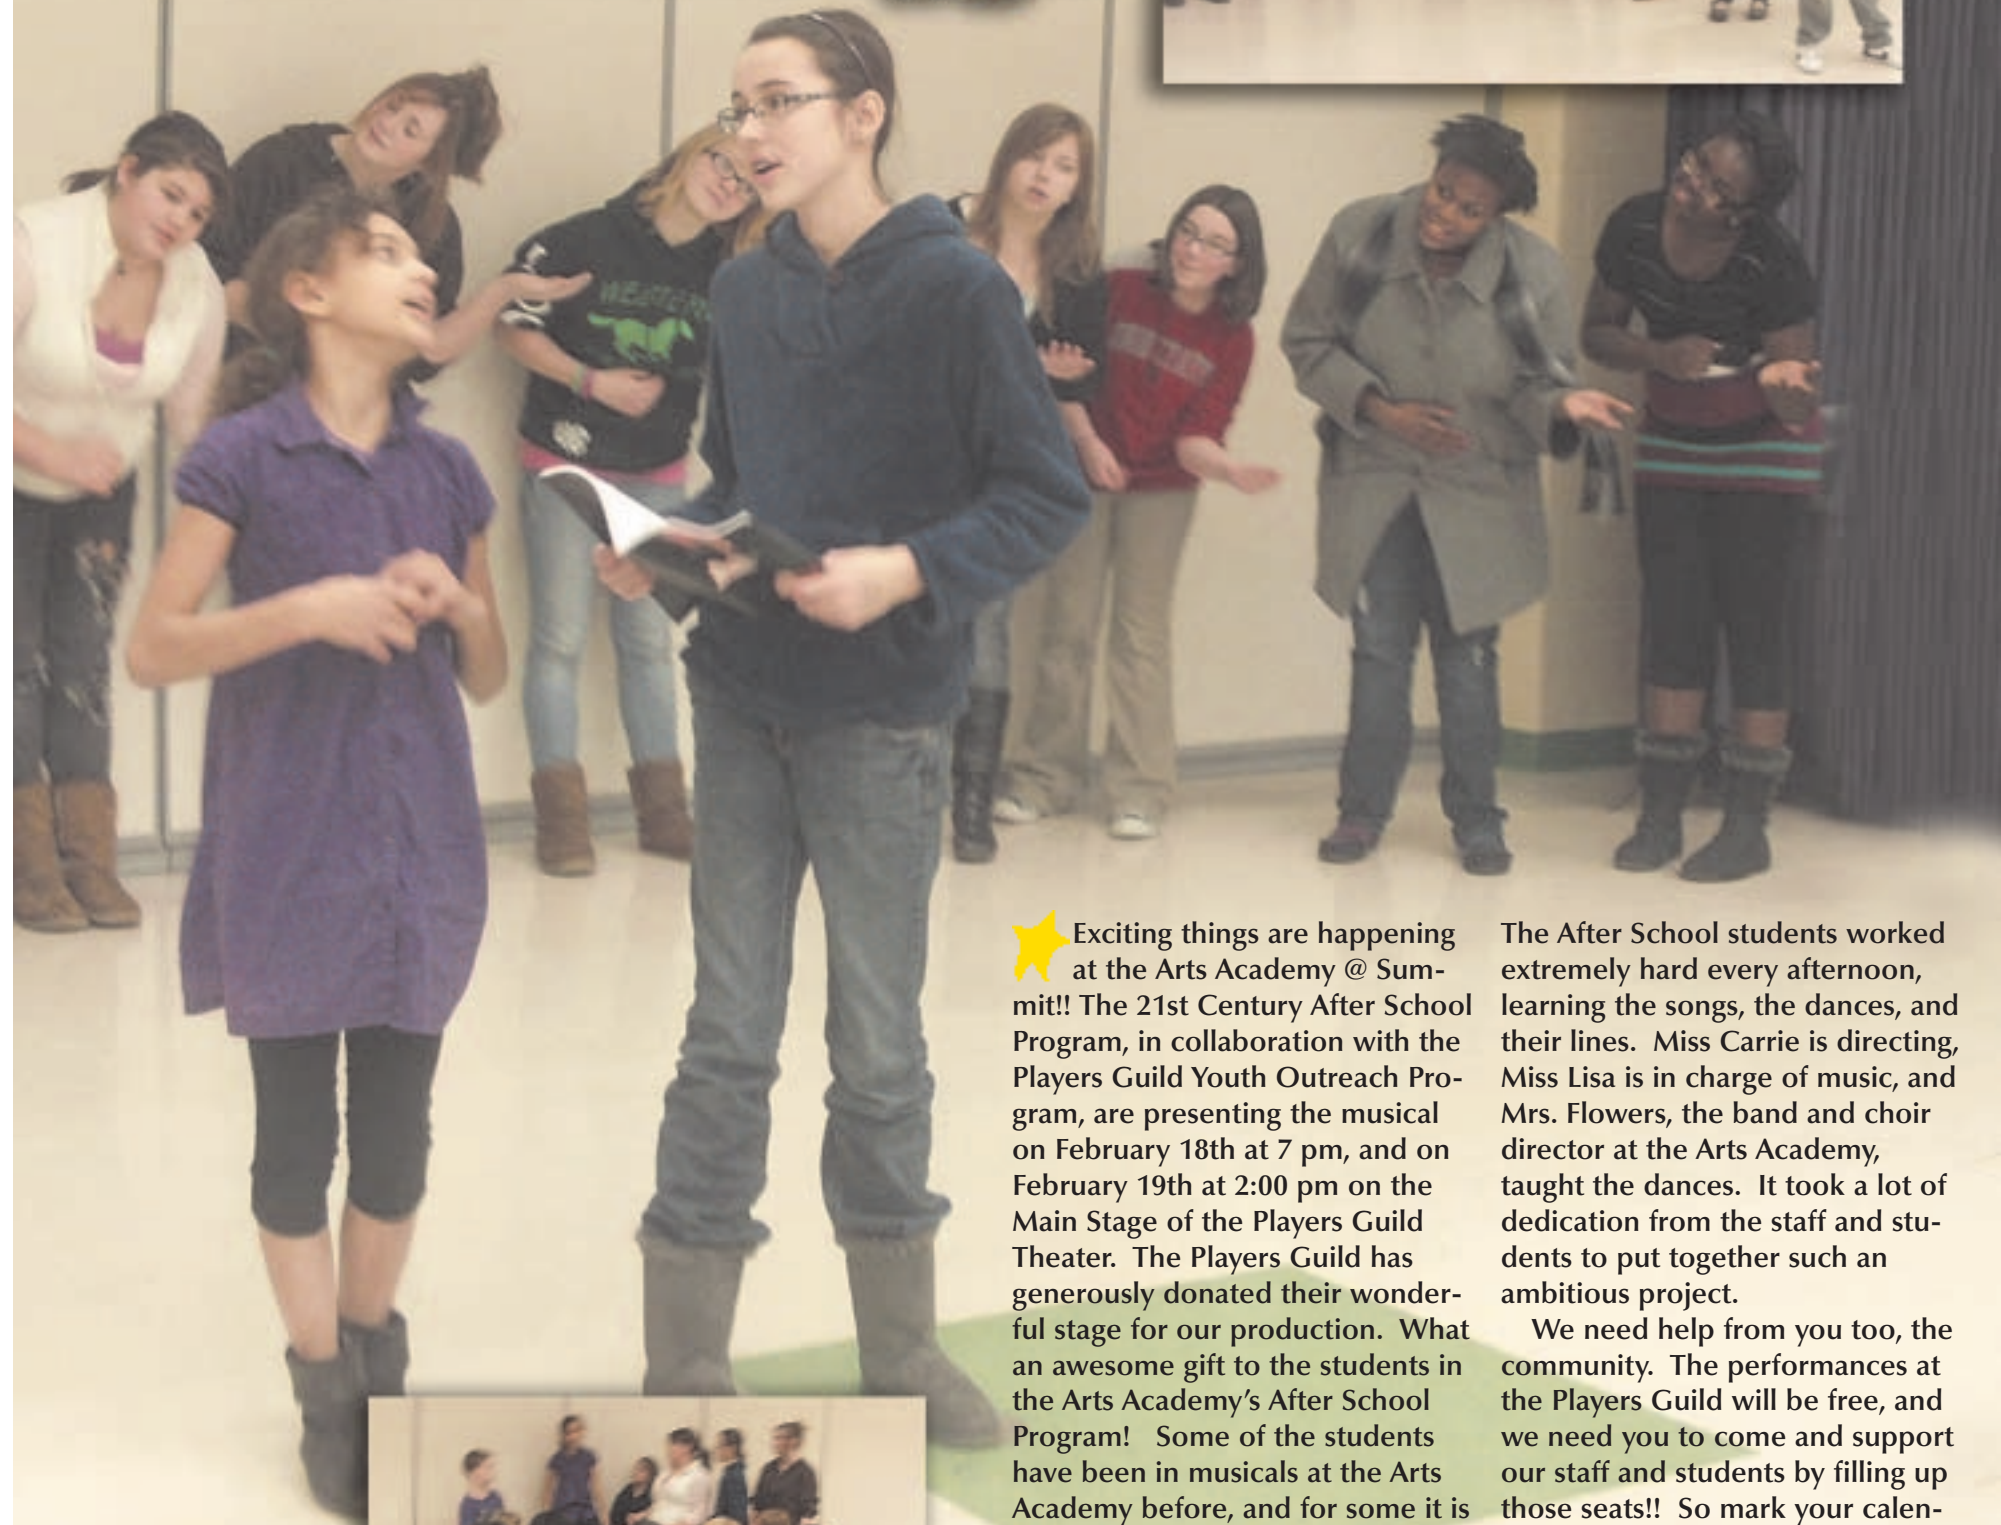 WESTERN
Exciting things are happening
at the Arts Academy @ Sum-
mit!! The 21st Century After School
Program, in collaboration with the
Players Guild Youth Outreach Pro-
gram, are presenting the musical
on February 18th at 7 pm, and on
February 19th at 2:00 pm on the
Main Stage of the Players Guild
Theater. The Players Guild has
generously donated their wonder-
ful stage for our production. What
an awesome gift to the students in
the Arts Academy’s After School
Program! Some of the students
have been in musicals at the Arts
Academy before, and for some it is
The After School students worked
extremely hard every afternoon,
learning the songs, the dances, and
their lines. Miss Carrie is directing,
Miss Lisa is in charge of music, and
Mrs. Flowers, the band and choir
director at the Arts Academy,
taught the dances. It took a lot of
dedication from the staff and stu-
dents to put together such an
ambitious project.
We need help from you too, the
community. The performances at
the Players Guild will be free, and
we need you to come and support
our staff and students by filling up
those seats!! So mark your calen-